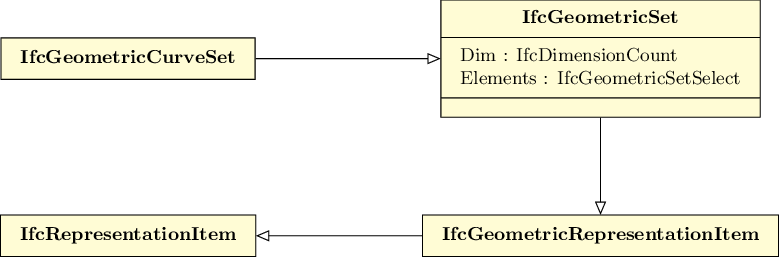 IfcGeometricSet
IfcGeometricCurveSet
Dim : IfcDimensionCount
Elements : IfcGeometricSetSelect
IfcRepresentationItem
IfcGeometricRepresentationItem